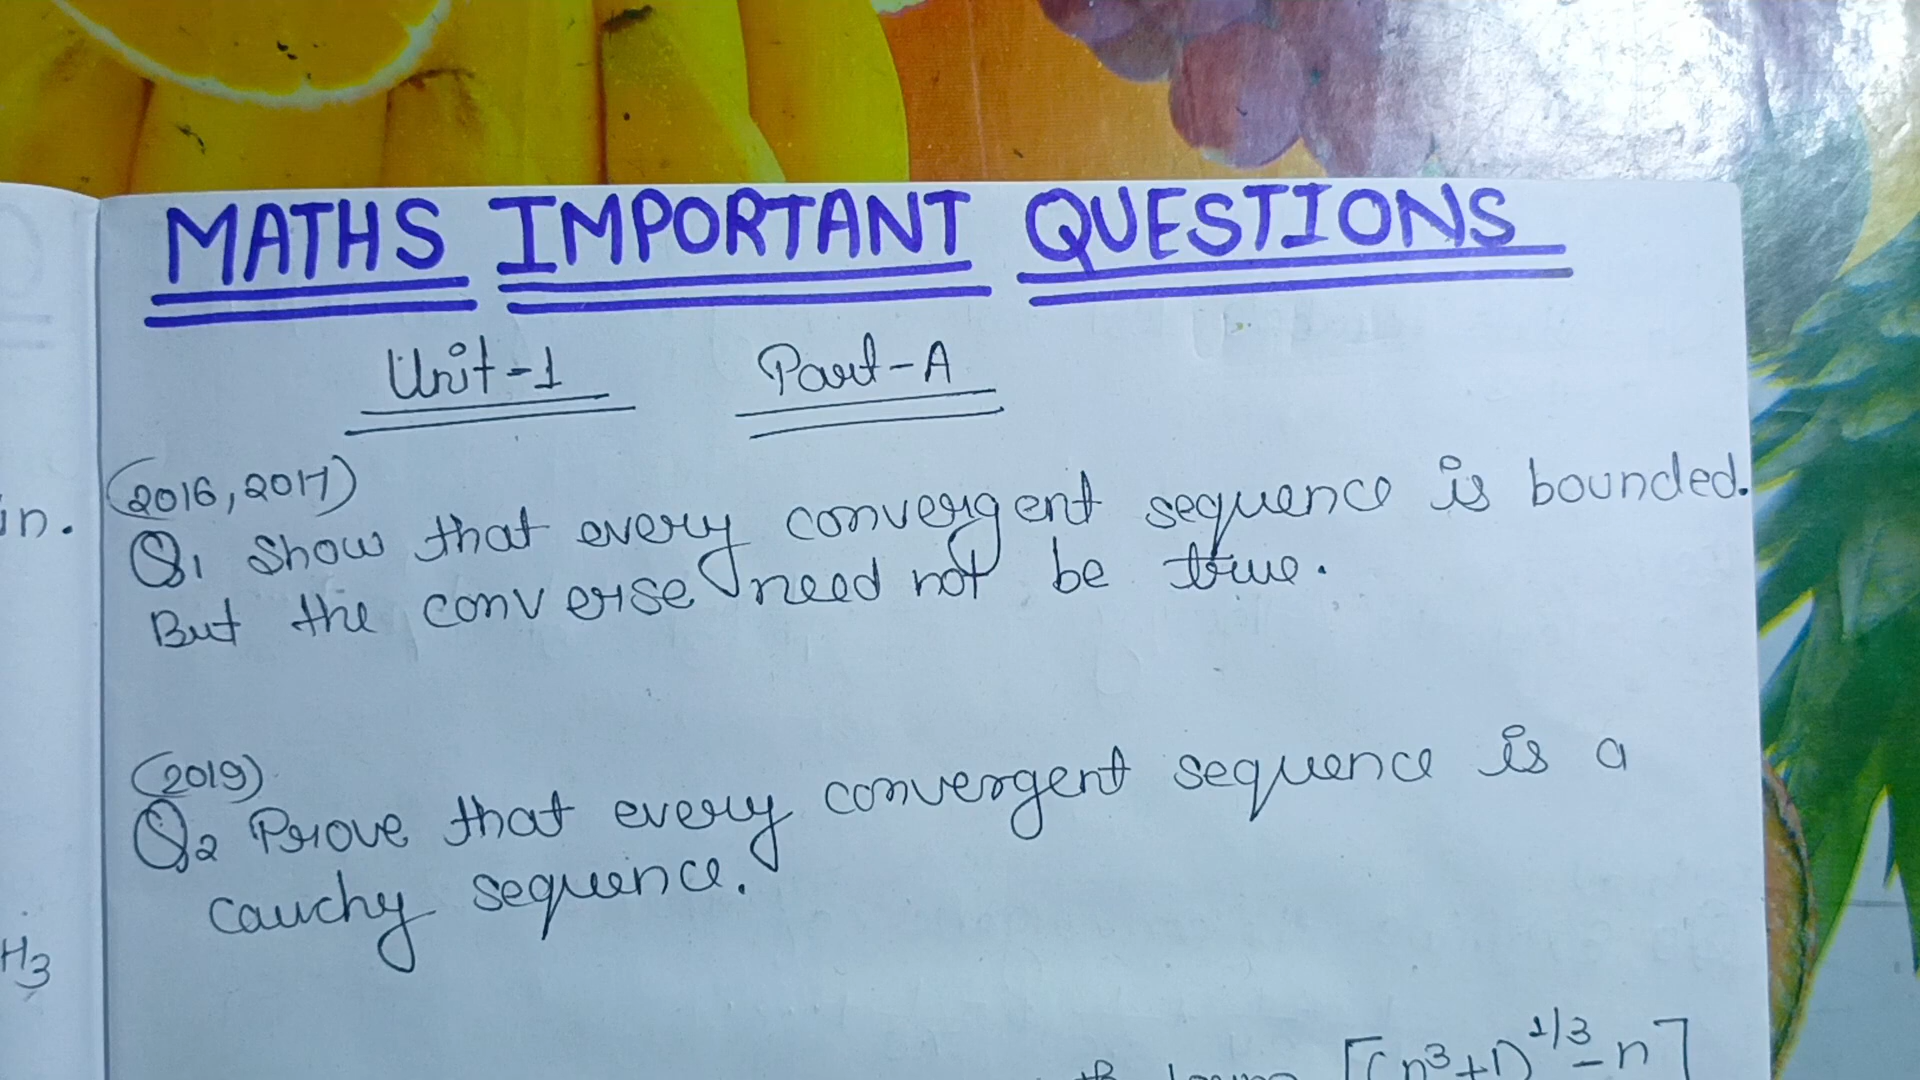 MATHS IMPORTANT QUESTIONS
Unit-1 Part-A
(2016, 2017)
in.
Q1 Show that every convergent sequence is bounded.
But the converse need not be true.
(2019)
Q2 Prove that every convergent sequence is a
cauchy sequence.
H3
[(n³+1)^1/3 - n]